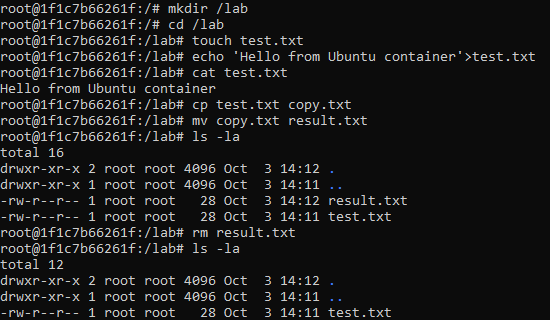 root@1f1c7b66261f:/# mkdir /lab
root@1f1c7b66261f:/# cd /lab
root@1f1c7b66261f:/lab# touch test.txt
root@1f1c7b66261f:/lab# echo 'Hello from Ubuntu container'>test.txt
root@1f1c7b66261f:/lab# cat test.txt
Hello from Ubuntu container
root@1f1c7b66261f:/lab# cp test.txt copy.txt
root@1f1c7b66261f:/lab# mv copy.txt result.txt
root@1f1c7b66261f:/lab# ls -la
total 16
drwxr-xr-x 2 root root 4096 Oct  3 14:12 .
drwxr-xr-x 1 root root 4096 Oct  3 14:11 ..
-rw-r--r-- 1 root root   28 Oct  3 14:12 result.txt
-rw-r--r-- 1 root root   28 Oct  3 14:11 test.txt
root@1f1c7b66261f:/lab# rm result.txt
root@1f1c7b66261f:/lab# ls -la
total 12
drwxr-xr-x 2 root root 4096 Oct  3 14:12 .
drwxr-xr-x 1 root root 4096 Oct  3 14:11 ..
-rw-r--r-- 1 root root   28 Oct  3 14:11 test.txt